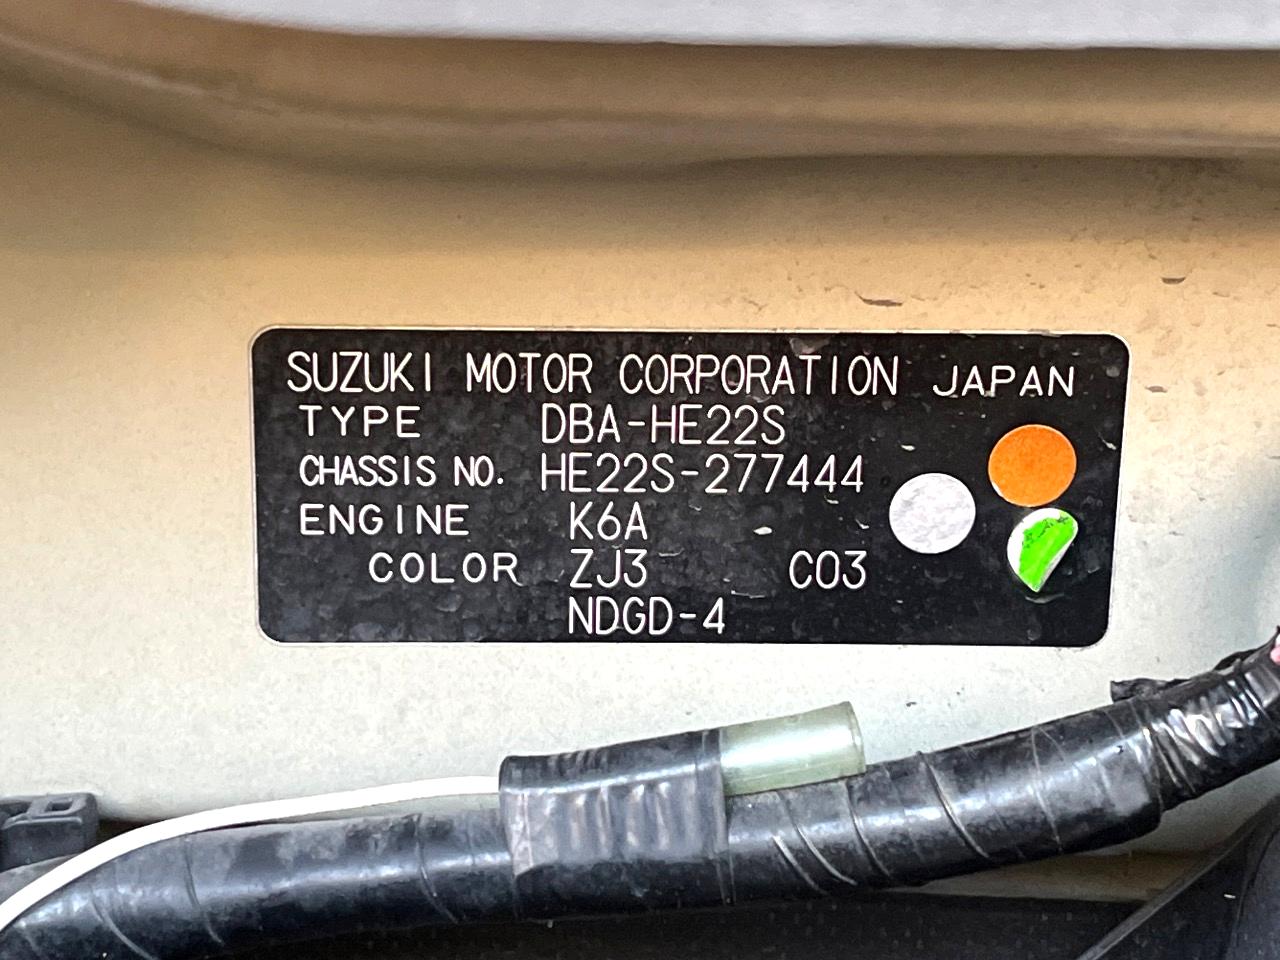 SUZUKI MOTOR CORPORATION JAPAN
TYPE DBA-HE22S
CHASSIS NO. HE22S-277444
ENGINE K6A
COLOR ZJ3 C03
NDGD-4